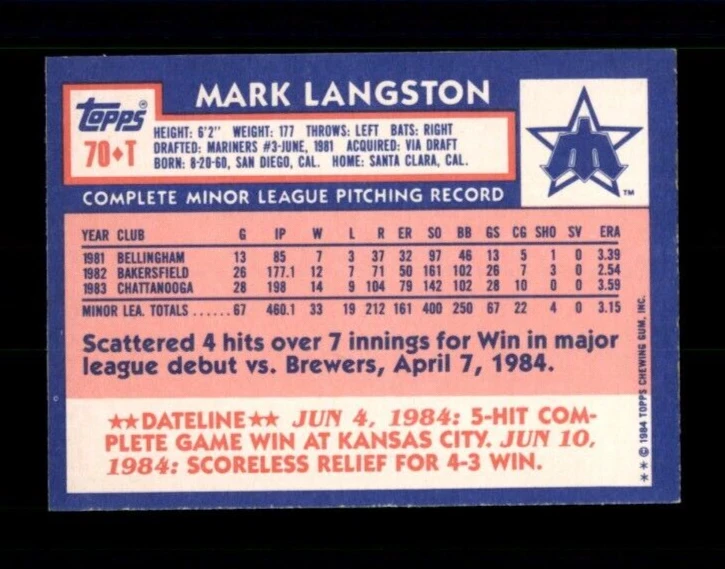 MARK LANGSTON
Topps®
70♦T
HEIGHT: 6'2" WEIGHT: 177 THROWS: LEFT BATS: RIGHT
DRAFTED: MARINERS #3-JUNE, 1981 ACQUIRED: VIA DRAFT
BORN: 8-20-60, SAN DIEGO, CAL. HOME: SANTA CLARA, CAL.
TM
COMPLETE MINOR LEAGUE PITCHING RECORD
YEAR CLUB G IP W L R ER SO BB GS CG SHO SV ERA
1981 BELLINGHAM 13 85 7 3 37 32 97 46 13 5 1 0 3.39
1982 BAKERSFIELD 26 177.1 12 7 71 50 161 102 26 7 3 0 2.54
1983 CHATTANOOGA 28 198 14 9 104 79 142 102 28 10 0 0 3.59
MINOR LEA. TOTALS ...... 67 460.1 33 19 212 161 400 250 67 22 4 0 3.15
Scattered 4 hits over 7 innings for Win in major
league debut vs. Brewers, April 7, 1984.
★★DATELINE★★ JUN 4, 1984: 5-HIT COM-
PLETE GAME WIN AT KANSAS CITY. JUN 10,
1984: SCORELESS RELIEF FOR 4-3 WIN.
✶✶ © 1984 TOPPS CHEWING GUM, INC.